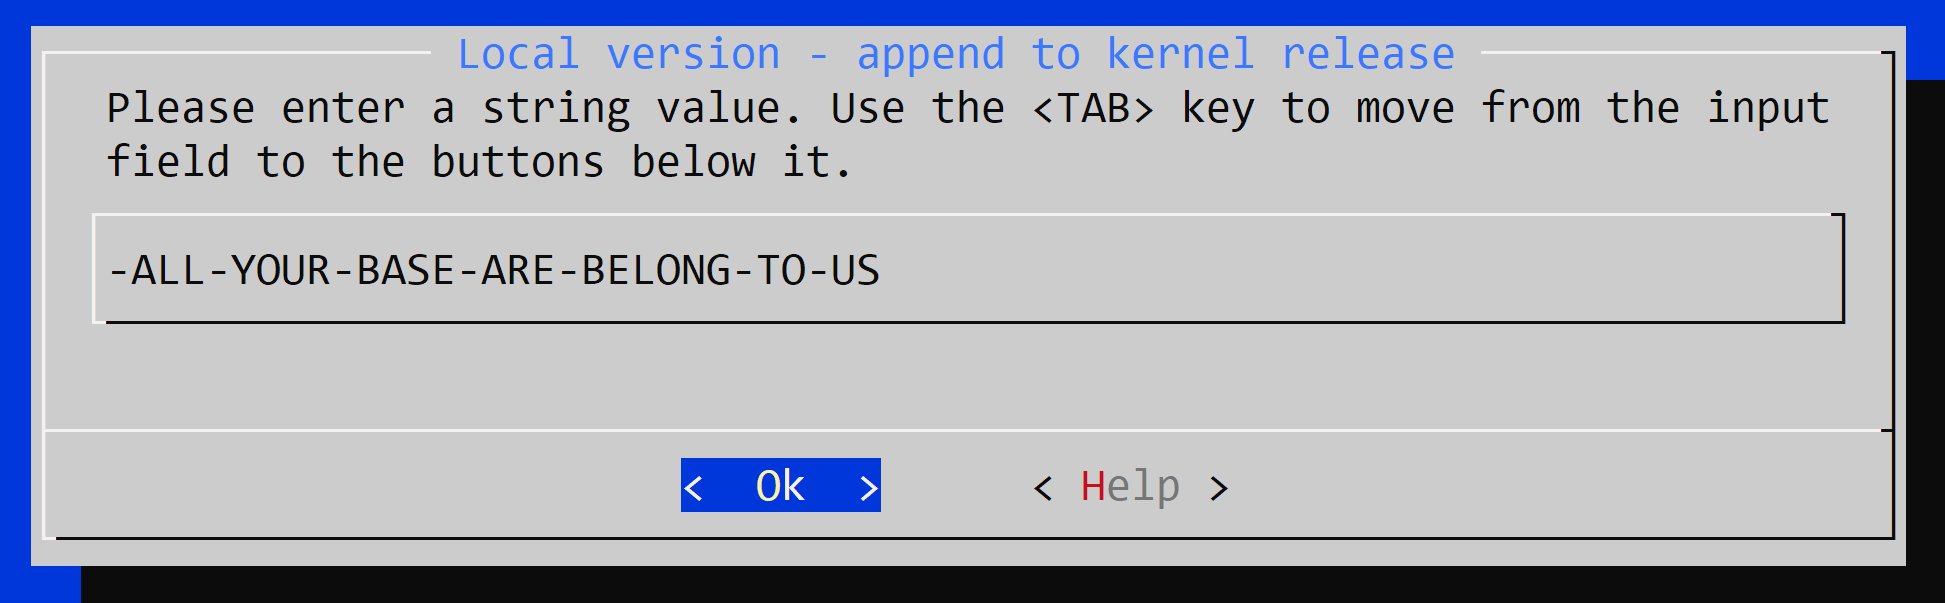 Local version - append to kernel release
Please enter a string value. Use the <TAB> key to move from the input
field to the buttons below it.
-ALL-YOUR-BASE-ARE-BELONG-TO-US
<  Ok  > < Help >